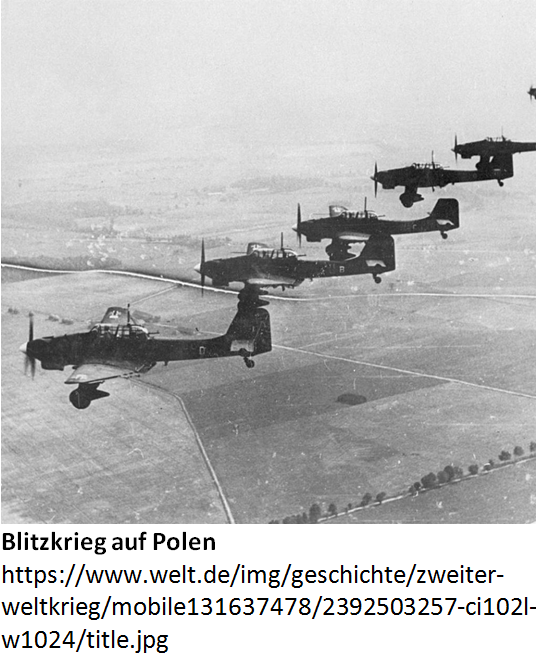 Blitzkrieg auf Polen
https://www.welt.de/img/geschichte/zweiter-
weltkrieg/mobile131637478/2392503257-ci102l-
w1024/title.jpg